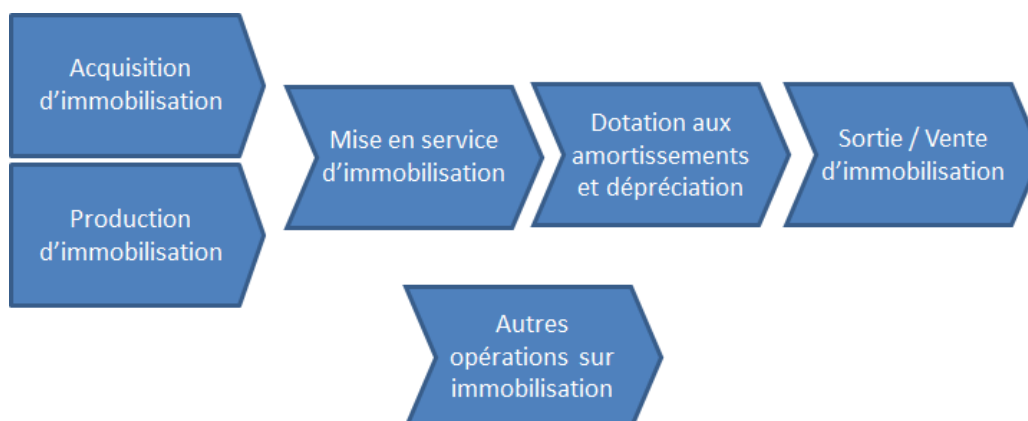 Acquisition
d’immobilisation
Production
d’immobilisation
Mise en service
d’immobilisation
Dotation aux
amortissements
et dépréciation
Sortie / Vente
d’immobilisation
Autres
opérations sur
immobilisation